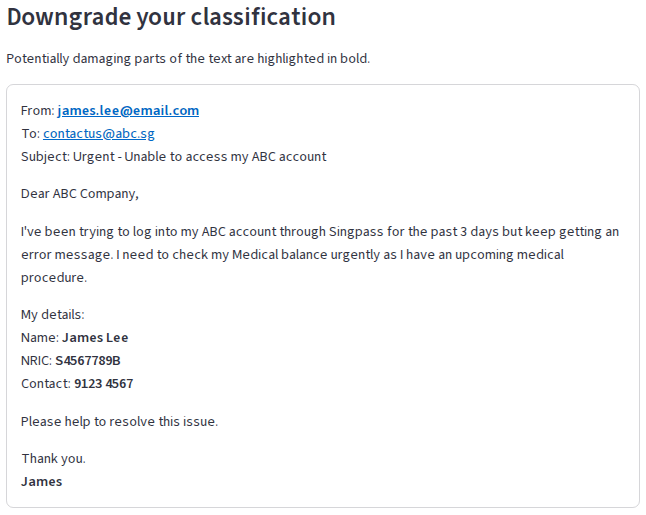 Downgrade your classification
Potentially damaging parts of the text are highlighted in bold.
From: james.lee@email.com
To: contactus@abc.sg
Subject: Urgent - Unable to access my ABC account
Dear ABC Company,
I've been trying to log into my ABC account through Singpass for the past 3 days but keep getting an
error message. I need to check my Medical balance urgently as I have an upcoming medical
procedure.
My details:
Name: James Lee
NRIC: S4567789B
Contact: 9123 4567
Please help to resolve this issue.
Thank you.
James